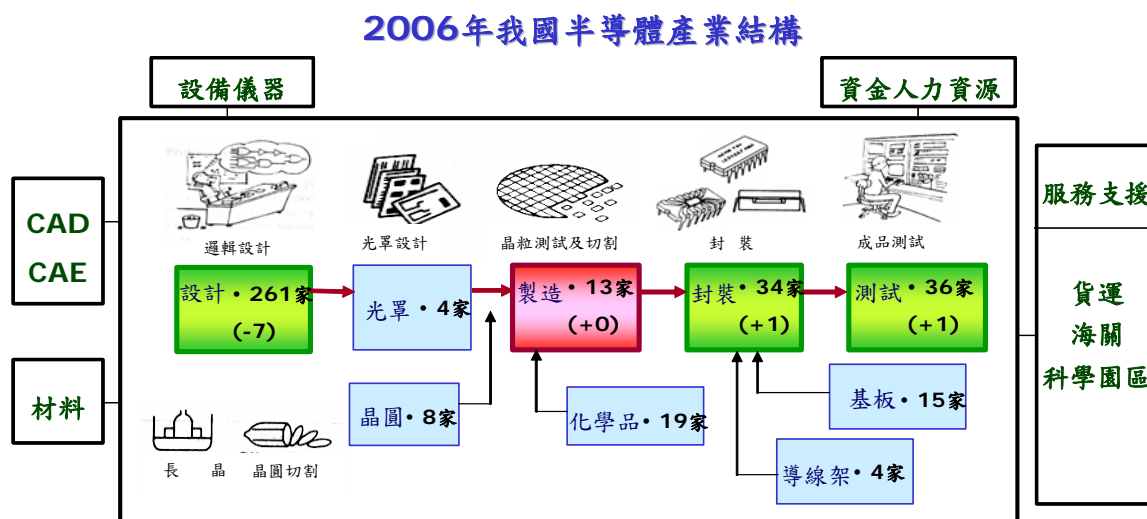 2006年我國半導體產業結構
設備儀器
資金人力資源
CAD
CAE
材料
服務支援
貨運
海關
科學園區
邏輯設計
光罩設計
晶粒測試及切割
封 裝
成品測試
設計・261家
(-7)
光罩・4家
製造・13家
(+0)
封裝・34家
(+1)
測試・36家
(+1)
晶圓・8家
化學品・19家
基板・15家
導線架・4家
長 晶
晶圓切割